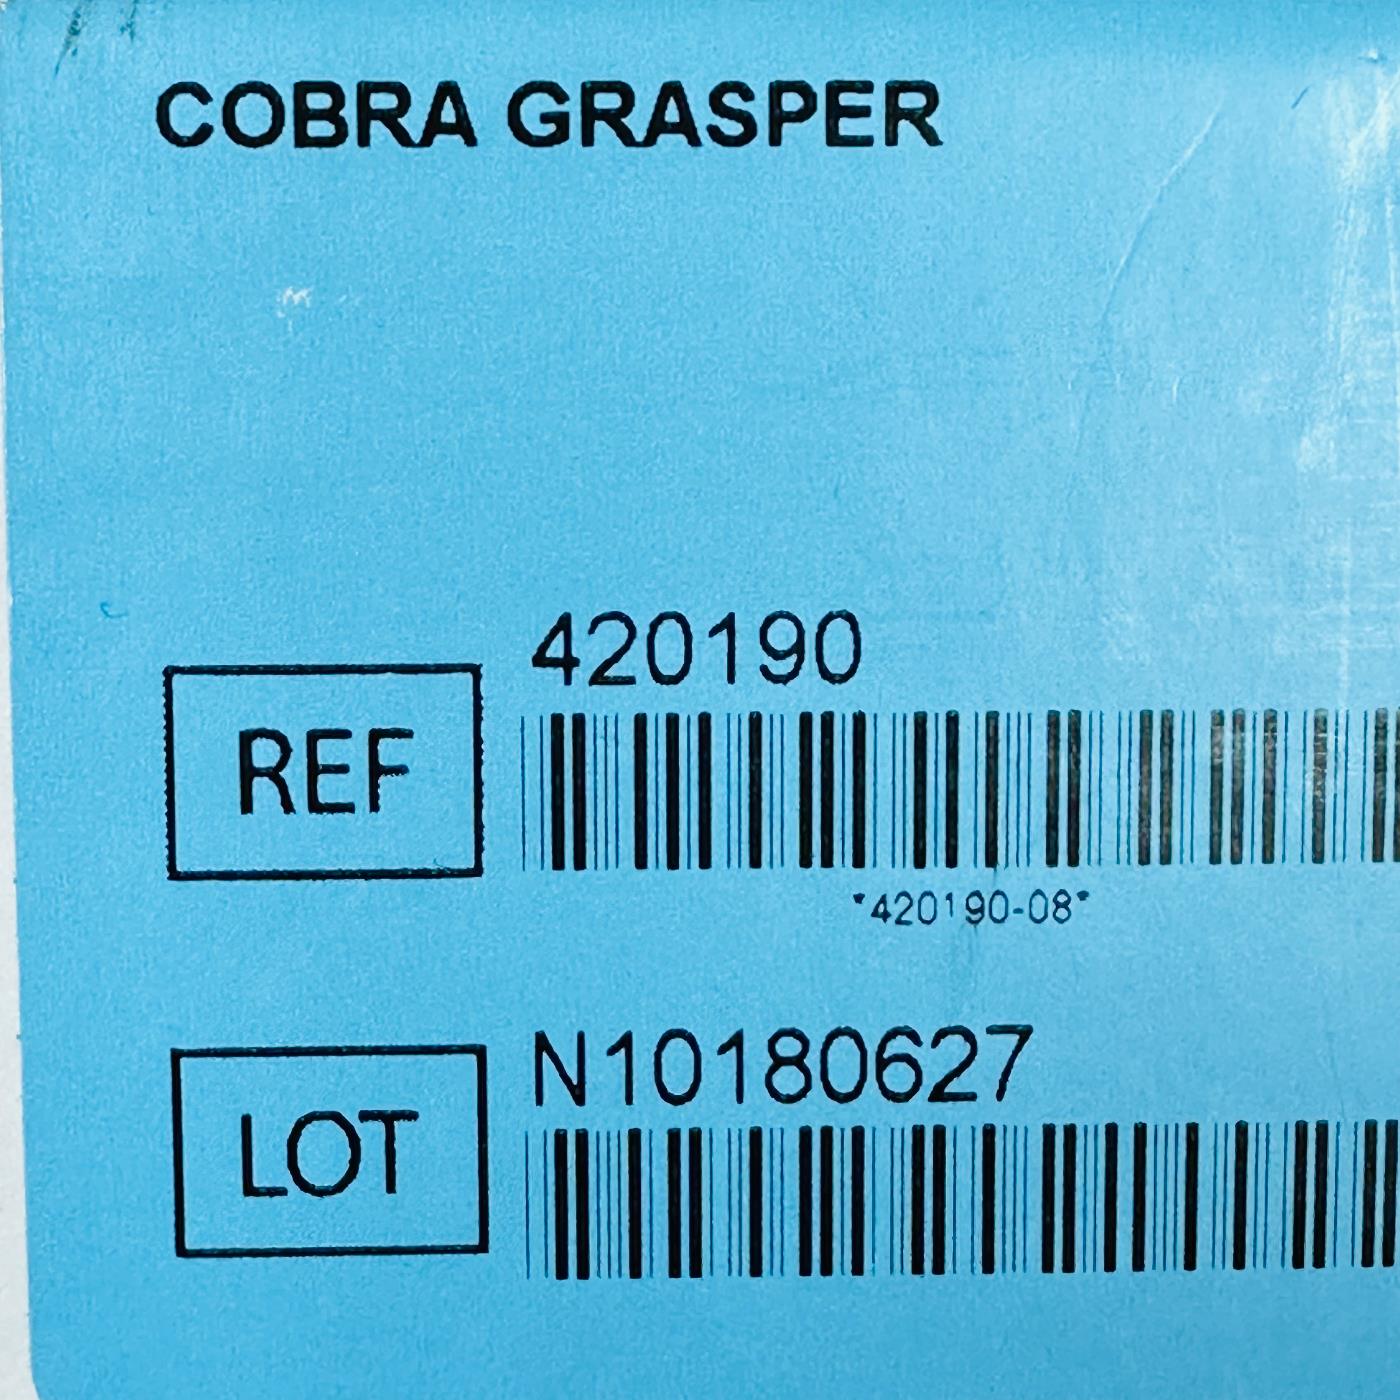 COBRA GRASPER
420190
REF
*420190-08*
N10180627
LOT